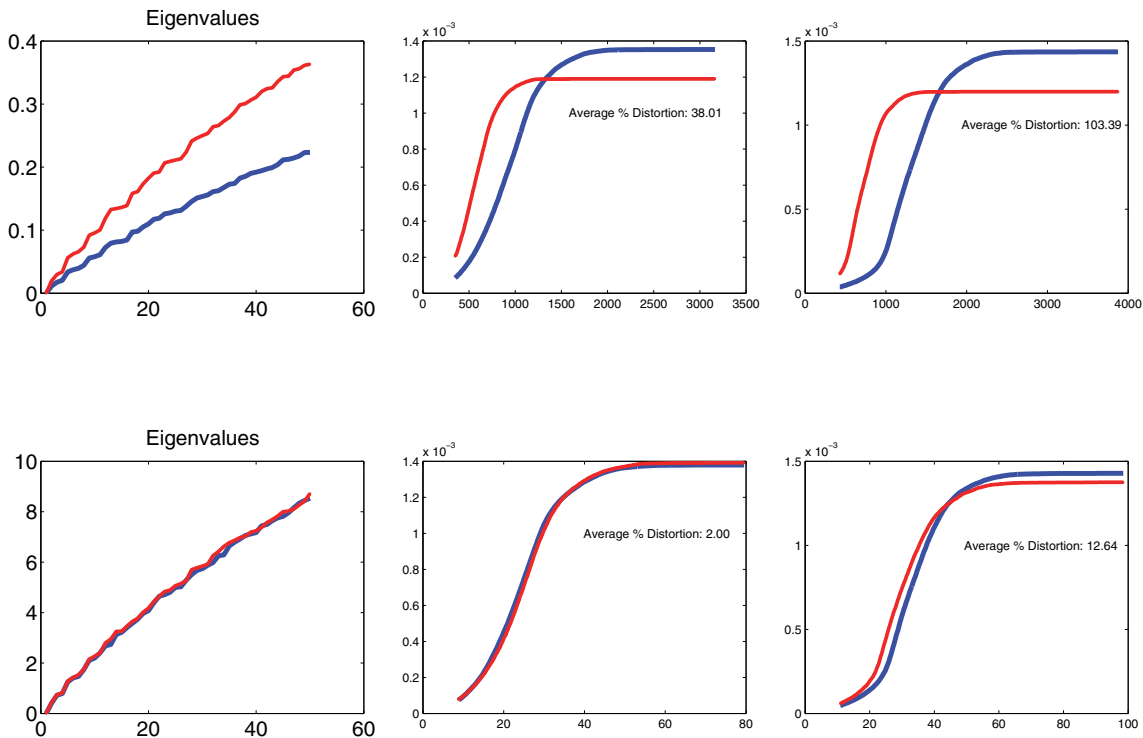 Eigenvalues
0.4
0.3
0.2
0.1
0
0 20 40 60
x 10⁻³
1.4
1.2
1
0.8
0.6
0.4
0.2
0
0 500 1000 1500 2000 2500 3000 3500
Average % Distortion: 38.01
x 10⁻³
1.5
1
0.5
0
0 1000 2000 3000 4000
Average % Distortion: 103.39
Eigenvalues
10
8
6
4
2
0
0 20 40 60
x 10⁻³
1.4
1.2
1
0.8
0.6
0.4
0.2
0
0 20 40 60 80
Average % Distortion: 2.00
x 10⁻³
1.5
1
0.5
0
0 20 40 60 80 100
Average % Distortion: 12.64